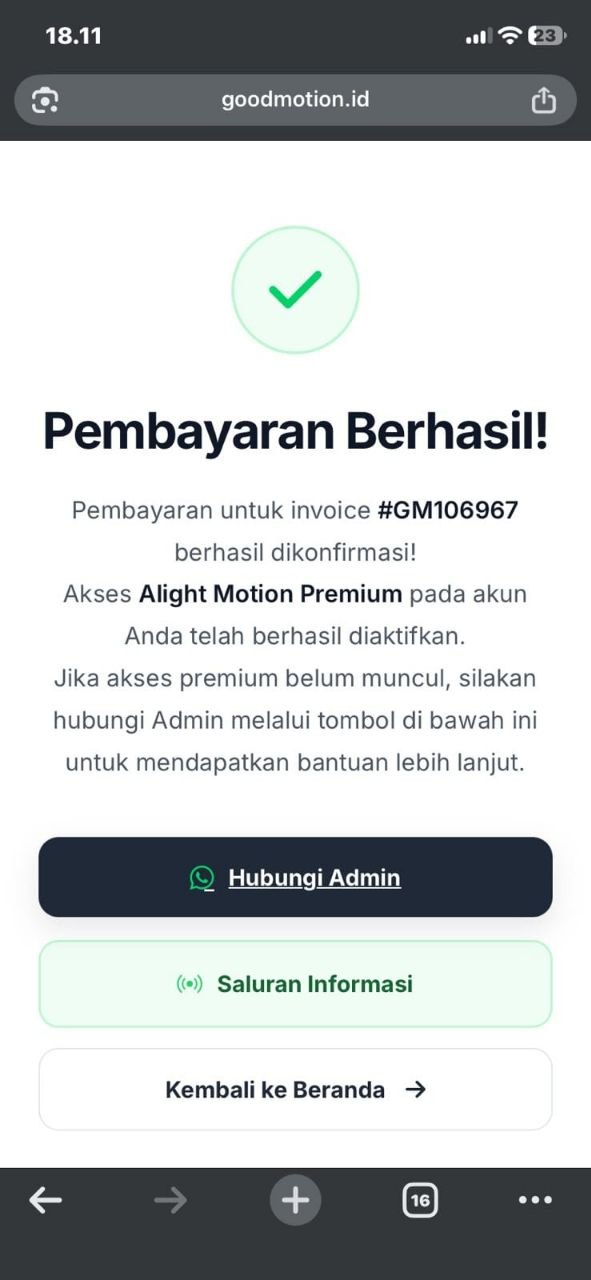 18.11
23
goodmotion.id
Pembayaran Berhasil!
Pembayaran untuk invoice #GM106967
berhasil dikonfirmasi!
Akses Alight Motion Premium pada akun
Anda telah berhasil diaktifkan.
Jika akses premium belum muncul, silakan
hubungi Admin melalui tombol di bawah ini
untuk mendapatkan bantuan lebih lanjut.
Hubungi Admin
Saluran Informasi
Kembali ke Beranda →
16